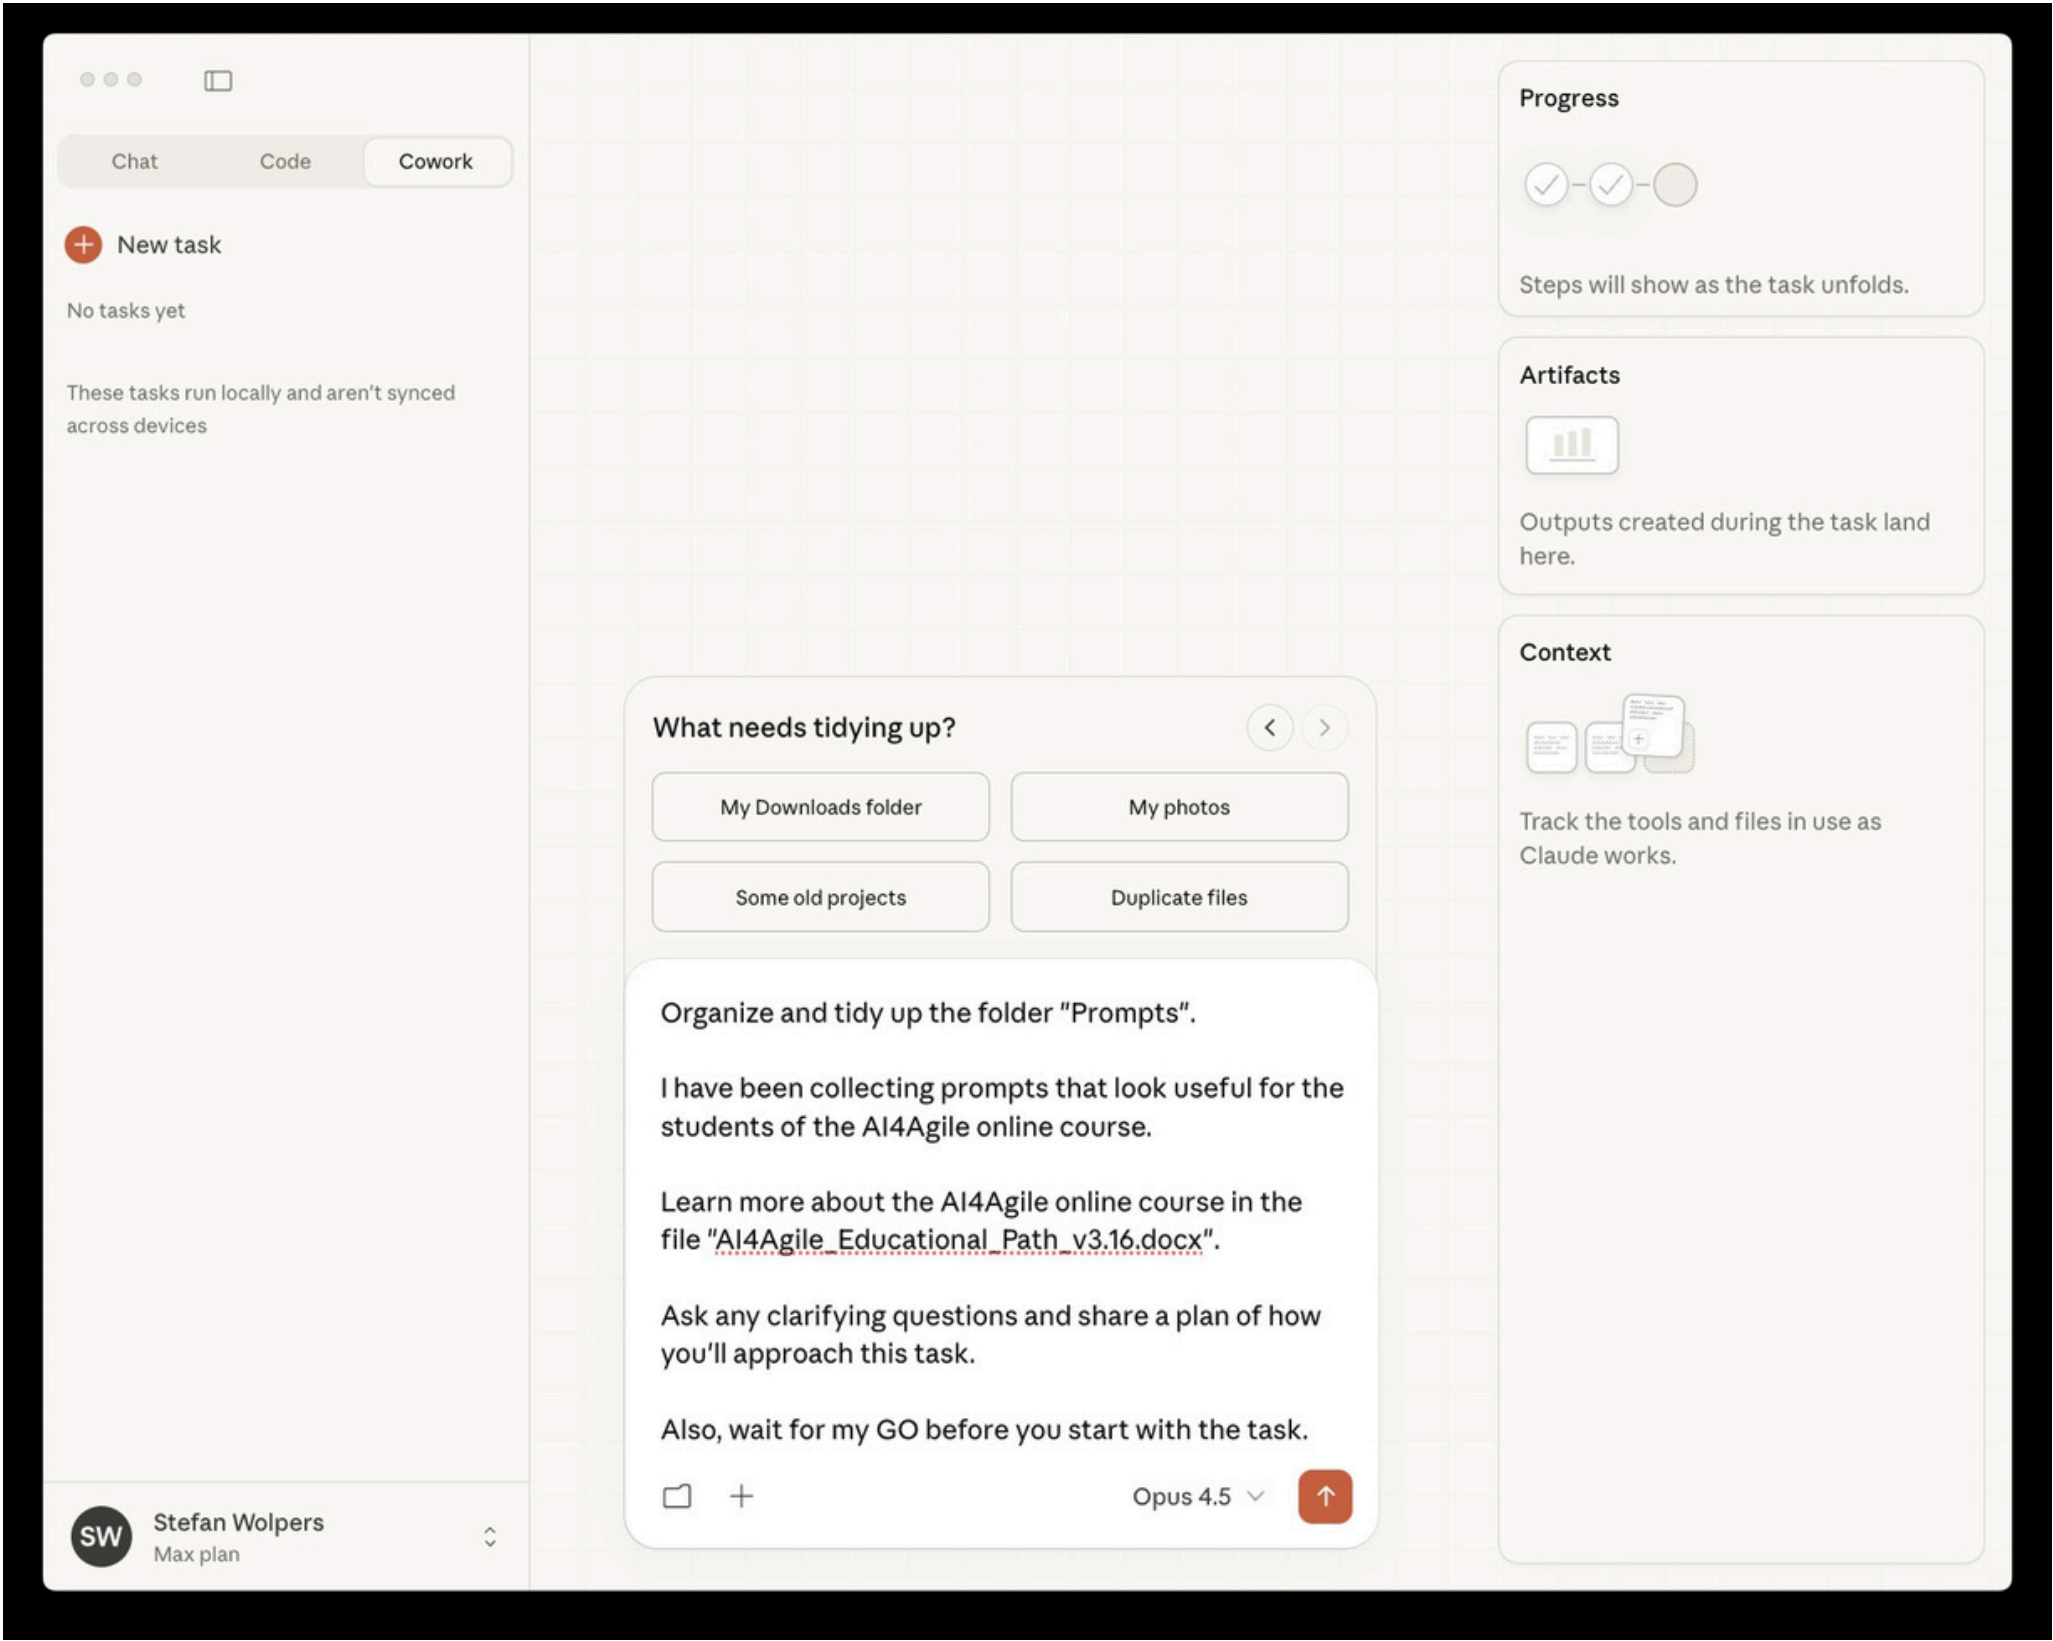 Chat
Code
Cowork
New task
No tasks yet
These tasks run locally and aren't synced
across devices
Stefan Wolpers
SW
Max plan
What needs tidying up?
My Downloads folder
My photos
Some old projects
Duplicate files
Organize and tidy up the folder "Prompts".
I have been collecting prompts that look useful for the
students of the AI4Agile online course.
Learn more about the AI4Agile online course in the
file "AI4Agile_Educational_Path_v3.16.docx".
Ask any clarifying questions and share a plan of how
you'll approach this task.
Also, wait for my GO before you start with the task.
Opus 4.5
Progress
Steps will show as the task unfolds.
Artifacts
Outputs created during the task land
here.
Context
Track the tools and files in use as
Claude works.